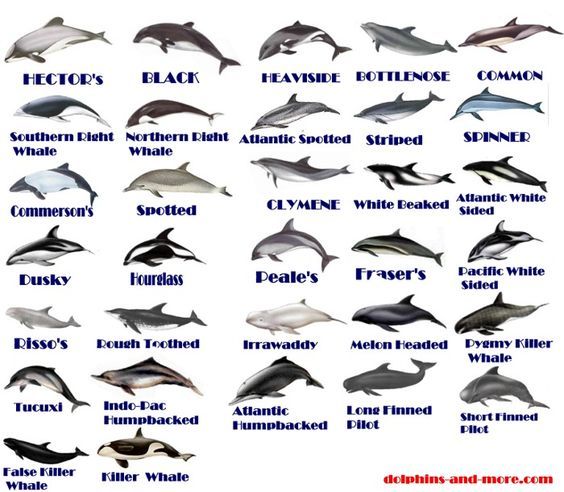 HECTOR's
BLACK
HEAVISIDE
BOTTLENOSE
COMMON
Southern Right
Whale
Northern Right
Whale
Atlantic Spotted
Striped
SPINNER
Commerson's
Spotted
CLYMENE
White Beaked
Atlantic White
Sided
Dusky
Hourglass
Peale's
Fraser's
Pacific White
Sided
Risso's
Rough Toothed
Irrawaddy
Melon Headed
Pygmy Killer
Whale
Tucuxi
Indo-Pac
Humpbacked
Atlantic
Humpbacked
Long Finned
Pilot
Short Finned
Pilot
False Killer
Whale
Killer Whale
dolphins-and-more.com